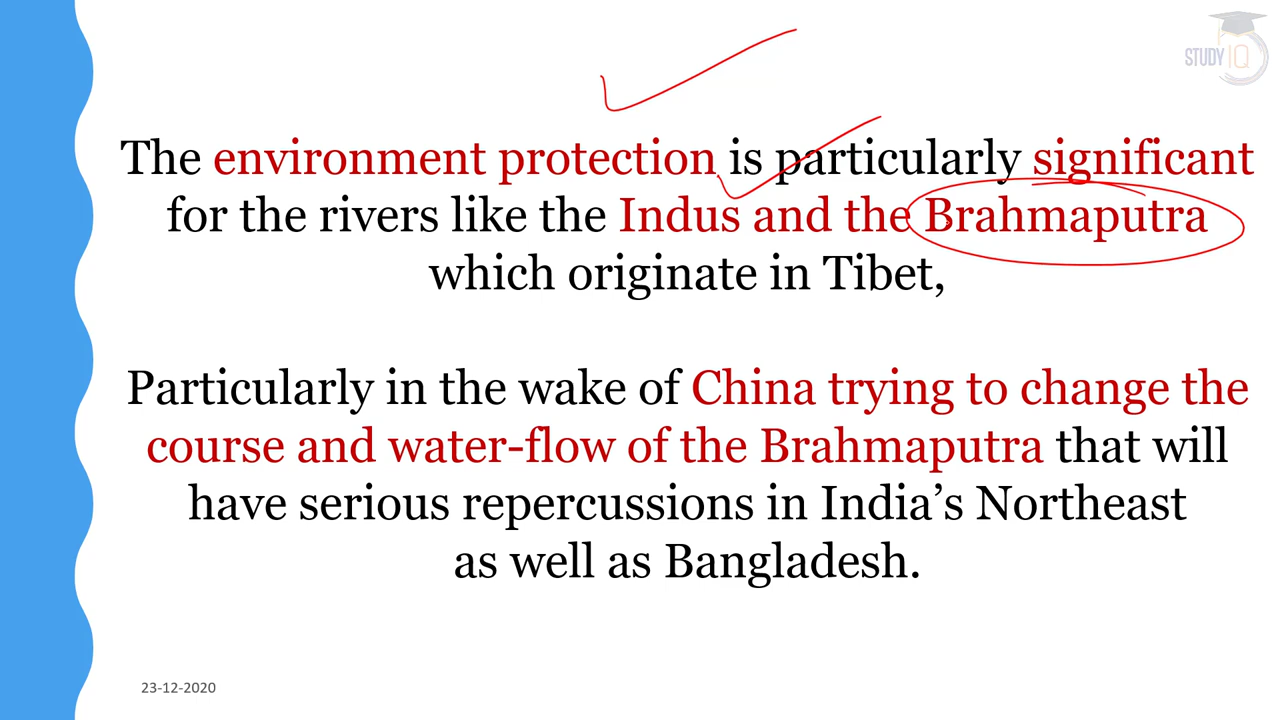 STUDY IQ
The environment protection is particularly significant
for the rivers like the Indus and the Brahmaputra
which originate in Tibet,
Particularly in the wake of China trying to change the
course and water-flow of the Brahmaputra that will
have serious repercussions in India’s Northeast
as well as Bangladesh.
23-12-2020